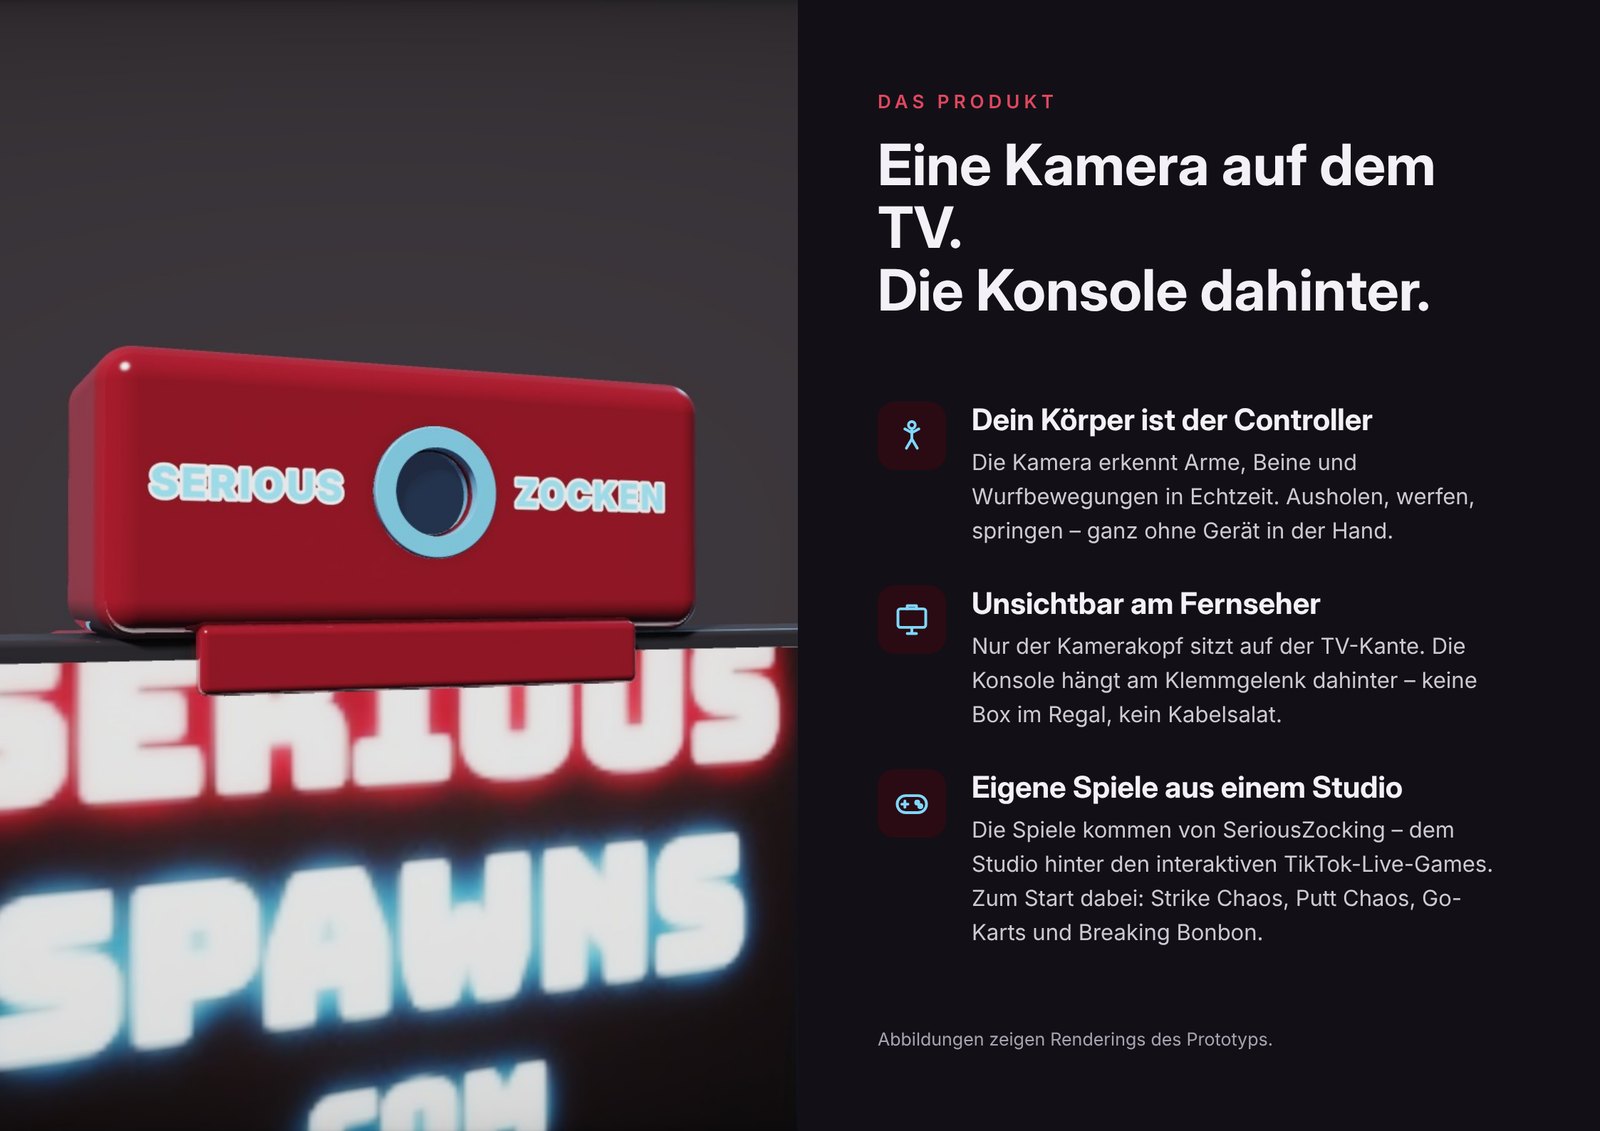 SERIOUS ZOCKEN
SERIOUS
SPAWNS
COM
DAS PRODUKT
Eine Kamera auf dem
TV.
Die Konsole dahinter.
Dein Körper ist der Controller
Die Kamera erkennt Arme, Beine und
Wurfbewegungen in Echtzeit. Ausholen, werfen,
springen – ganz ohne Gerät in der Hand.
Unsichtbar am Fernseher
Nur der Kamerakopf sitzt auf der TV-Kante. Die
Konsole hängt am Klemmgelenk dahinter – keine
Box im Regal, kein Kabelsalat.
Eigene Spiele aus einem Studio
Die Spiele kommen von SeriousZocking – dem
Studio hinter den interaktiven TikTok-Live-Games.
Zum Start dabei: Strike Chaos, Putt Chaos, Go-
Karts und Breaking Bonbon.
Abbildungen zeigen Renderings des Prototyps.